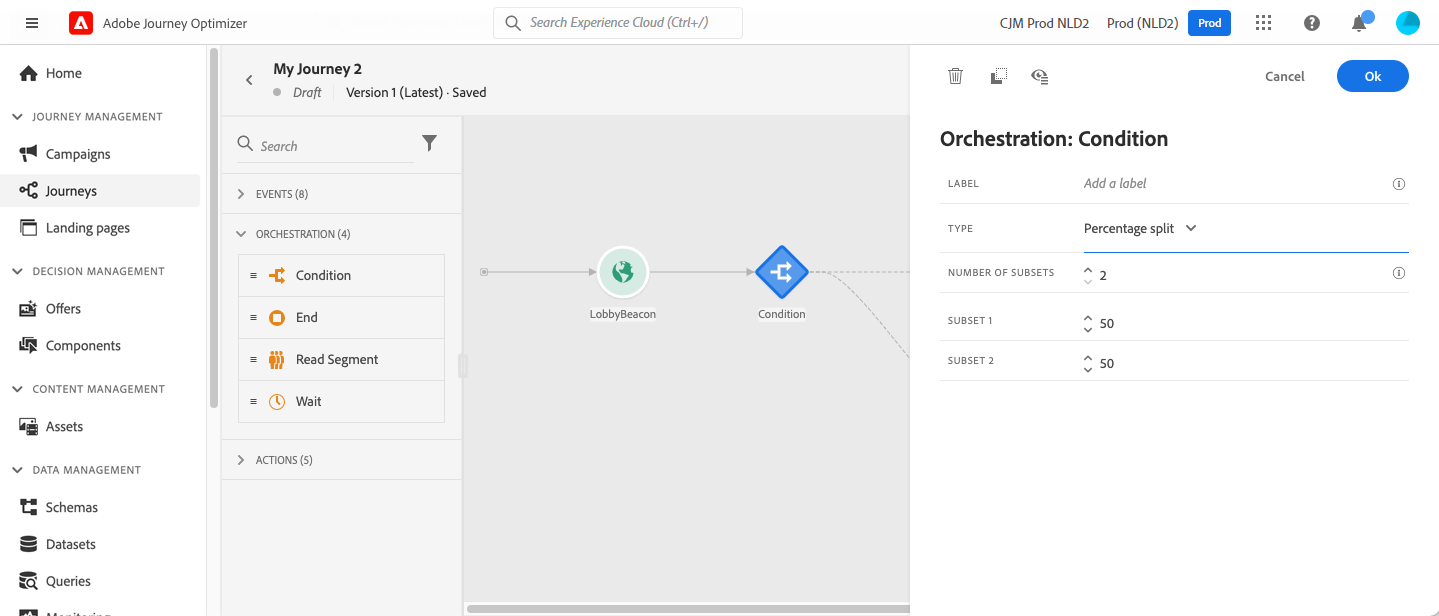 Adobe Journey Optimizer
Search Experience Cloud (Ctrl+/)
CJM Prod NLD2
Prod (NLD2)
Prod
Home
JOURNEY MANAGEMENT
Campaigns
Journeys
Landing pages
DECISION MANAGEMENT
Offers
Components
CONTENT MANAGEMENT
Assets
DATA MANAGEMENT
Schemas
Datasets
Queries
Monitoring
My Journey 2
Draft
Version 1 (Latest) · Saved
Search
EVENTS (8)
ORCHESTRATION (4)
Condition
End
Read Segment
Wait
ACTIONS (5)
LobbyBeacon
Condition
Cancel
Ok
Orchestration: Condition
LABEL
Add a label
TYPE
Percentage split
NUMBER OF SUBSETS
2
SUBSET 1
50
SUBSET 2
50